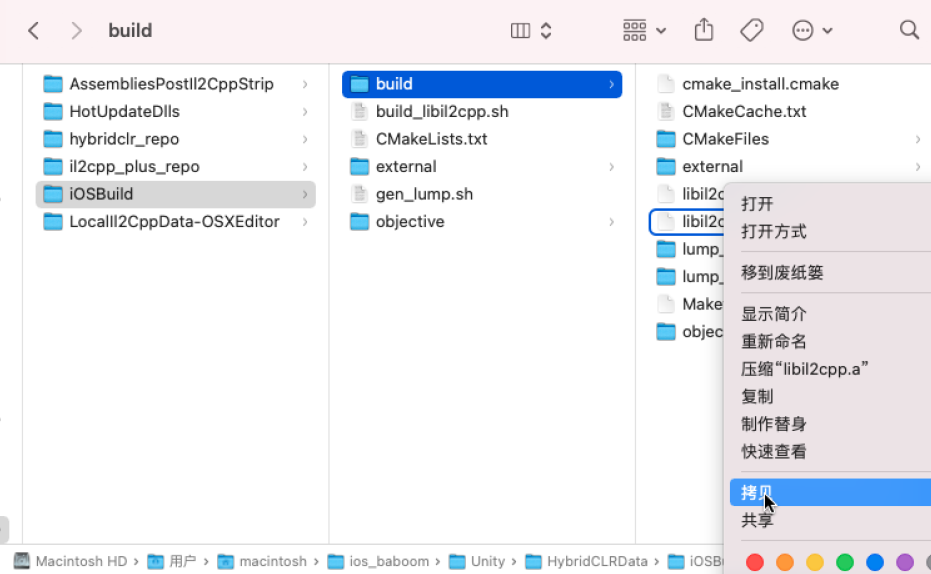 build
AssembliesPostIl2CppStrip
HotUpdateDlls
hybridclr_repo
il2cpp_plus_repo
iOSBuild
LocalIl2CppData-OSXEditor
build
build_libil2cpp.sh
CMakeLists.txt
external
gen_lump.sh
objective
cmake_install.cmake
CMakeCache.txt
CMakeFiles
external
libil2c
libil2c
lump_
lump_
Make
objec
打开
打开方式
移到废纸篓
显示简介
重新命名
压缩“libil2cpp.a”
复制
制作替身
快速查看
拷贝
共享
Macintosh HD › 用户 › macintosh › ios_baboom › Unity › HybridCLRData › iOSBu